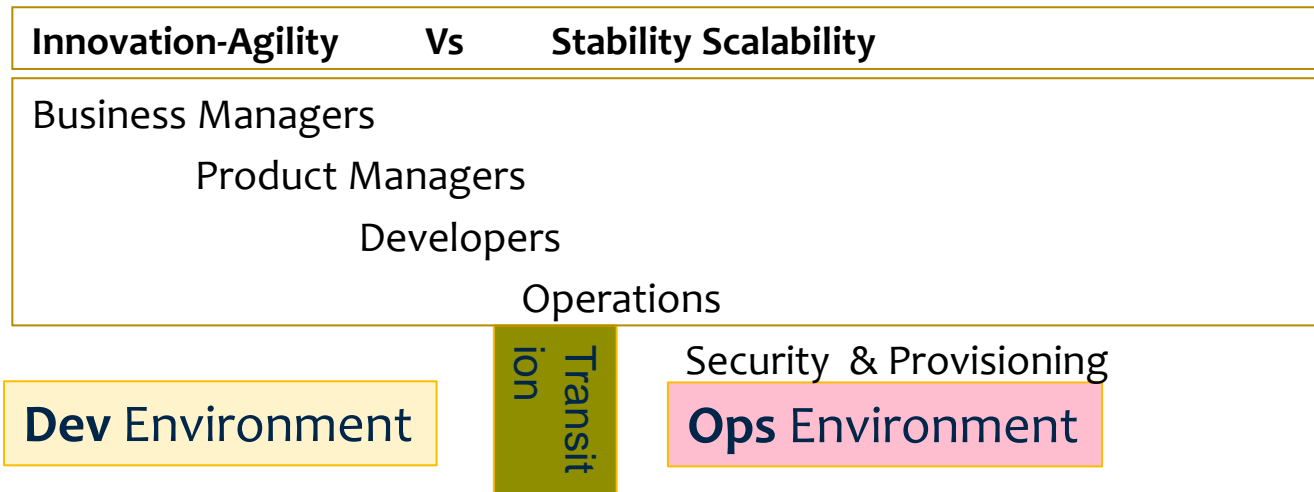 Innovation-Agility Vs Stability Scalability
Business Managers
Product Managers
Developers
Operations
Transit
ion
Security & Provisioning
Dev Environment
Ops Environment